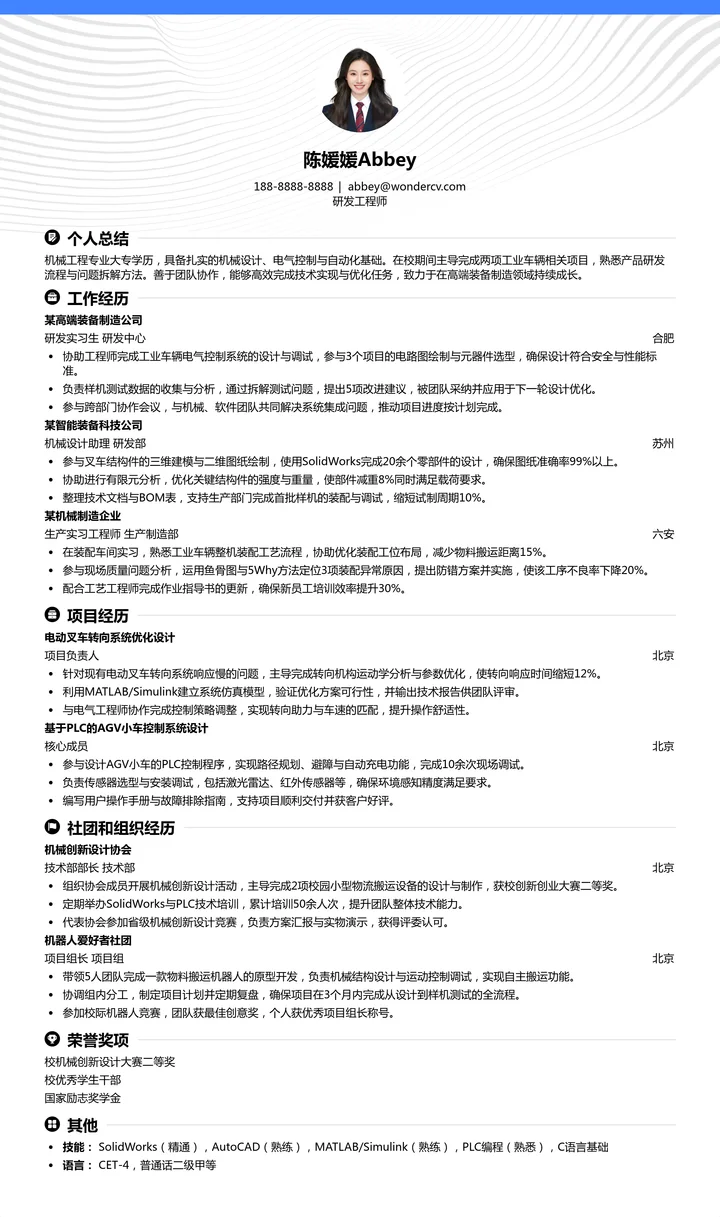 陈媛媛Abbey
188-8888-8888 | abbey@wondercv.com
研发工程师
个人总结
机械工程专业大专学历，具备扎实的机械设计、电气控制与自动化基础。在校期间主导完成两项工业车辆相关项目，熟悉产品研发
流程与问题拆解方法。善于团队协作，能够高效完成技术实现与优化任务，致力于在高端装备制造领域持续成长。
工作经历
某高端装备制造公司
研发实习生 研发中心 合肥
• 协助工程师完成工业车辆电气控制系统的设计与调试，参与3个项目的电路图绘制与元器件选型，确保设计符合安全与性能标
准。
• 负责样机测试数据的收集与分析，通过拆解测试问题，提出5项改进建议，被团队采纳并应用于下一轮设计优化。
• 参与跨部门协作会议，与机械、软件团队共同解决系统集成问题，推动项目进度按计划完成。
某智能装备科技公司
机械设计助理 研发部 苏州
• 参与叉车结构件的三维建模与二维图纸绘制，使用SolidWorks完成20余个零部件的设计，确保图纸准确率99%以上。
• 协助进行有限元分析，优化关键结构件的强度与重量，使部件减重8%同时满足载荷要求。
• 整理技术文档与BOM表，支持生产部门完成首批样机的装配与调试，缩短试制周期10%。
某机械制造企业
生产实习工程师 生产制造部 六安
• 在装配车间实习，熟悉工业车辆整机装配工艺流程，协助优化装配工位布局，减少物料搬运距离15%。
• 参与现场质量问题分析，运用鱼骨图与5Why方法定位3项装配异常原因，提出防错方案并实施，使该工序不良率下降20%。
• 配合工艺工程师完成作业指导书的更新，确保新员工培训效率提升30%。
项目经历
电动叉车转向系统优化设计
项目负责人 北京
• 针对现有电动叉车转向系统响应慢的问题，主导完成转向机构运动学分析与参数优化，使转向响应时间缩短12%。
• 利用MATLAB/Simulink建立系统仿真模型，验证优化方案可行性，并输出技术报告供团队评审。
• 与电气工程师协作完成控制策略调整，实现转向助力与车速的匹配，提升操作舒适性。
基于PLC的AGV小车控制系统设计
核心成员 北京
• 参与设计AGV小车的PLC控制程序，实现路径规划、避障与自动充电功能，完成10余次现场调试。
• 负责传感器选型与安装调试，包括激光雷达、红外传感器等，确保环境感知精度满足要求。
• 编写用户操作手册与故障排除指南，支持项目顺利交付并获客户好评。
社团和组织经历
机械创新设计协会
技术部部长 技术部 北京
• 组织协会成员开展机械创新设计活动，主导完成2项校园小型物流搬运设备的设计与制作，获校创新创业大赛二等奖。
• 定期举办SolidWorks与PLC技术培训，累计培训50余人次，提升团队整体技术能力。
• 代表协会参加省级机械创新设计竞赛，负责方案汇报与实物演示，获得评委认可。
机器人爱好者社团
项目组长 项目组 北京
• 带领5人团队完成一款物料搬运机器人的原型开发，负责机械结构设计与运动控制调试，实现自主搬运功能。
• 协调组内分工，制定项目计划并定期复盘，确保项目在3个月内完成从设计到样机测试的全流程。
• 参加校际机器人竞赛，团队获最佳创意奖，个人获优秀项目组长称号。
荣誉奖项
校机械创新设计大赛二等奖
校优秀学生干部
国家励志奖学金
其他
• 技能： SolidWorks（精通），AutoCAD（熟练），MATLAB/Simulink（熟练），PLC编程（熟悉），C语言基础
• 语言： CET-4，普通话二级甲等